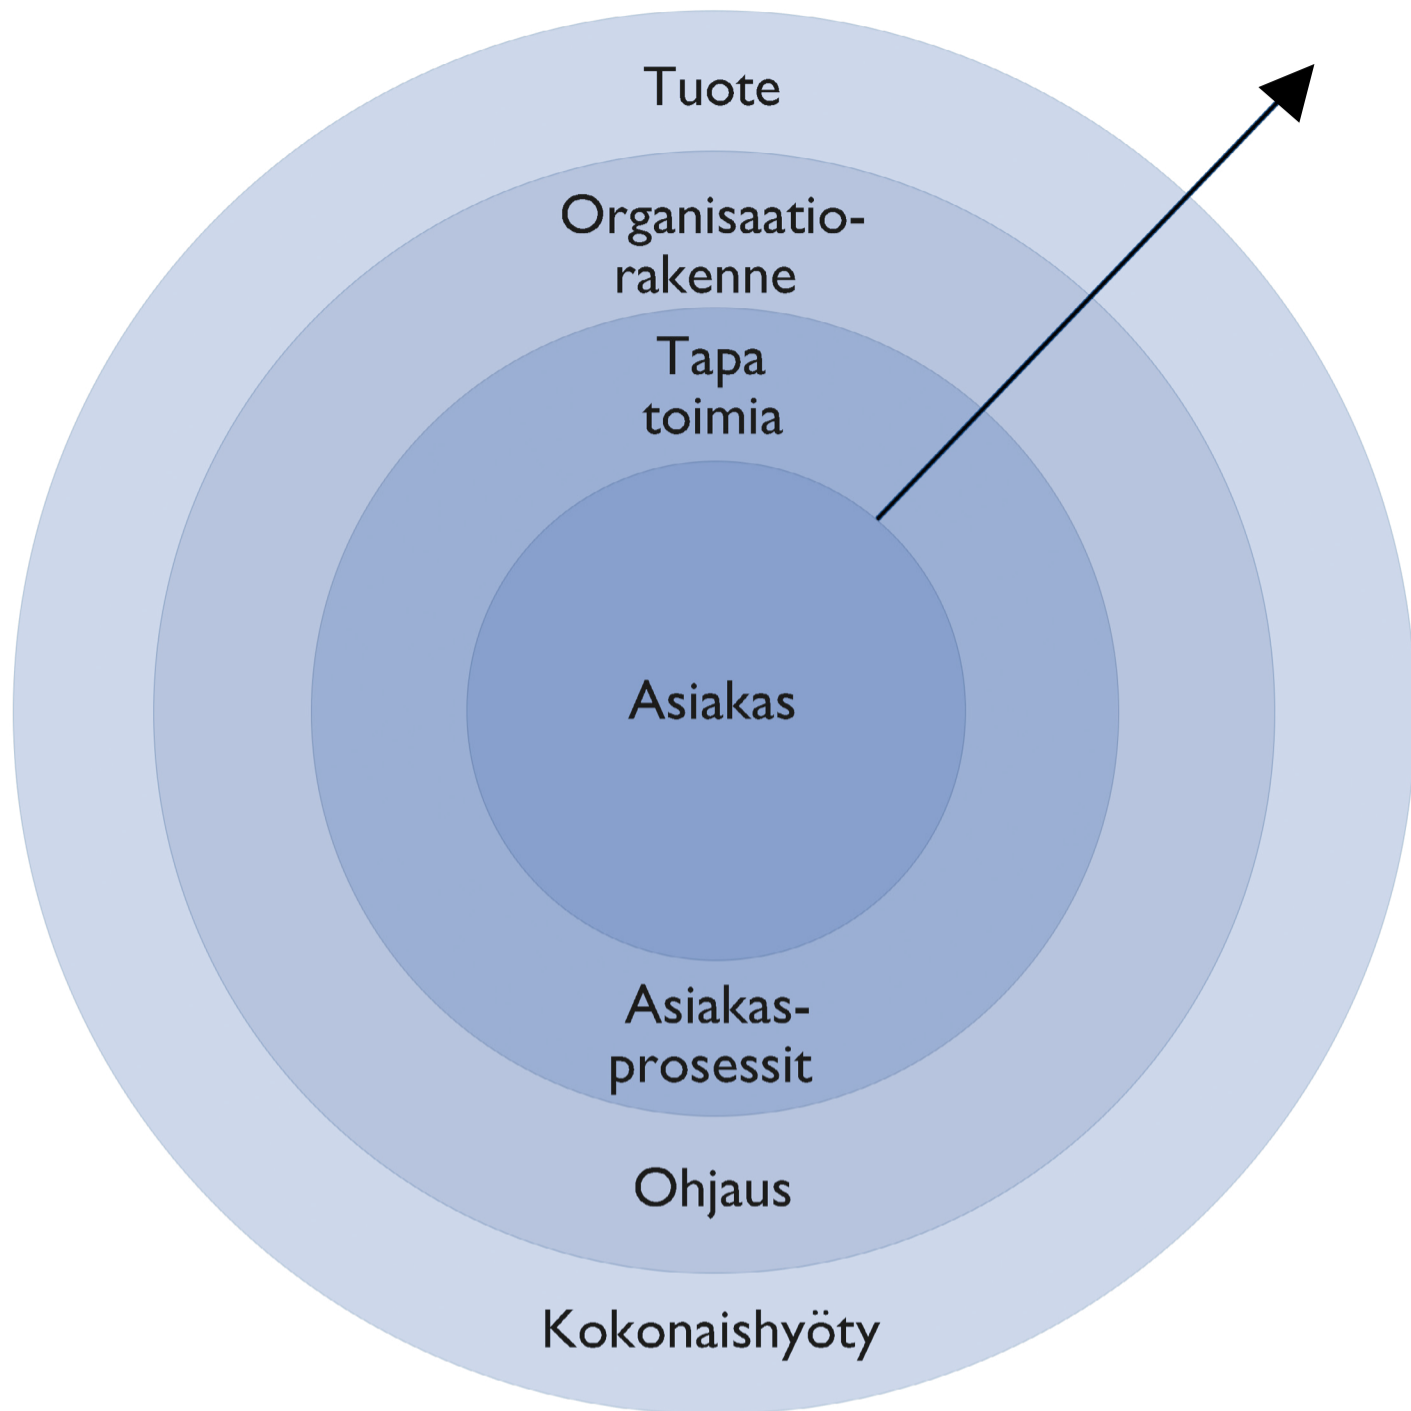 Tuote
Organisaatio-
rakenne
Tapa
toimia
Asiakas
Asiakas-
prosessit
Ohjaus
Kokonaishyöty